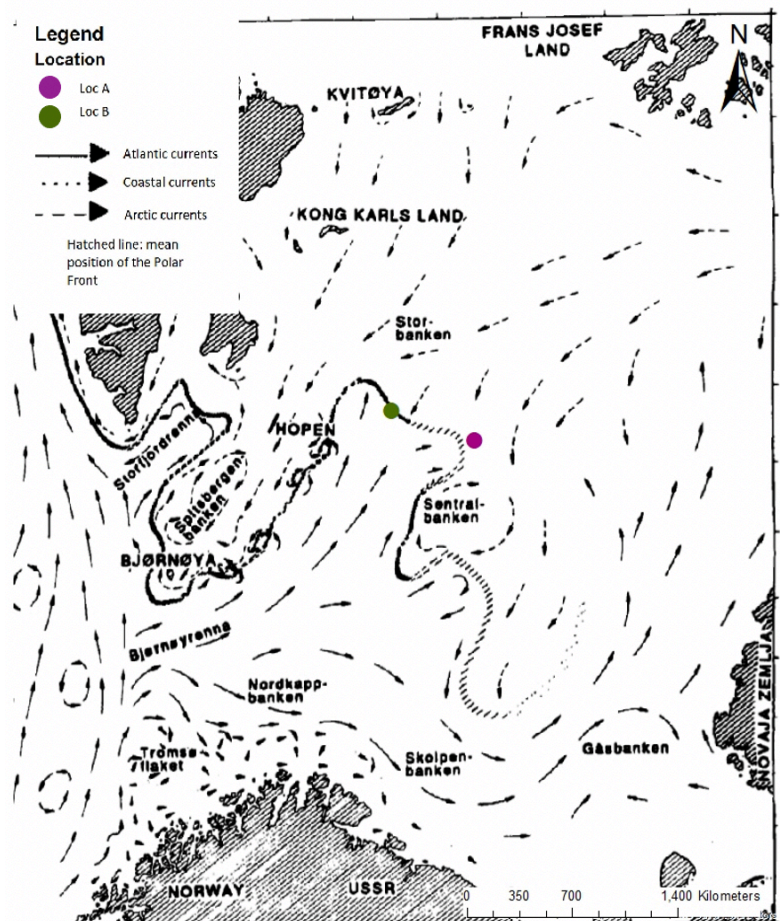 Legend
Location
Loc A
Loc B
Atlantic currents
Coastal currents
Arctic currents
Hatched line: mean
position of the Polar
Front
FRANS JOSEF
LAND
N
KVITØYA
KONG KARLS LAND
Stor-
banken
HOPEN
Storfjordrenna
Spitsbergen-
banken
Sentral-
banken
BJØRNØYA
Bjørnøyrenna
Nordkapp-
banken
Tromsø
flaket
Skolpen-
banken
Gåsbanken
NOVAJA ZEMLJA
NORWAY
USSR
0 350 700 1,400 Kilometers